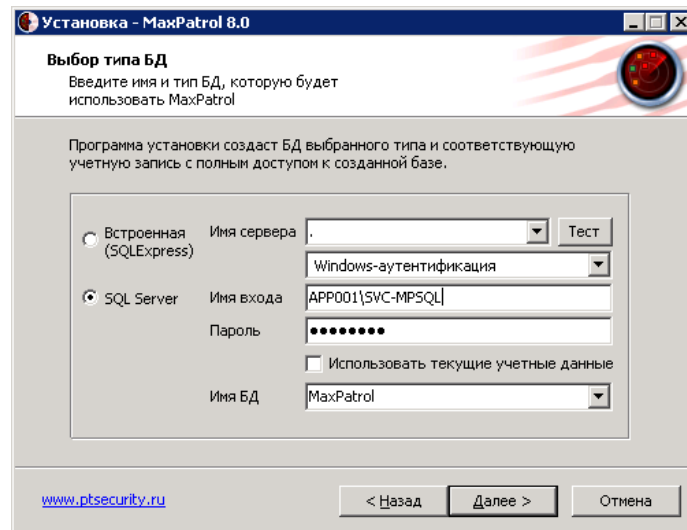 Установка - MaxPatrol 8.0
Выбор типа БД
Введите имя и тип БД, которую будет
использовать MaxPatrol
Программа установки создаст БД выбранного типа и соответствующую
учетную запись с полным доступом к созданной базе.
Встроенная
(SQLExpress)
Имя сервера
.
Тест
Windows-аутентификация
SQL Server
Имя входа
APP001\SVC-MPSQL
Пароль
●●●●●●●●
Использовать текущие учетные данные
Имя БД
MaxPatrol
www.ptsecurity.ru
< Назад
Далее >
Отмена